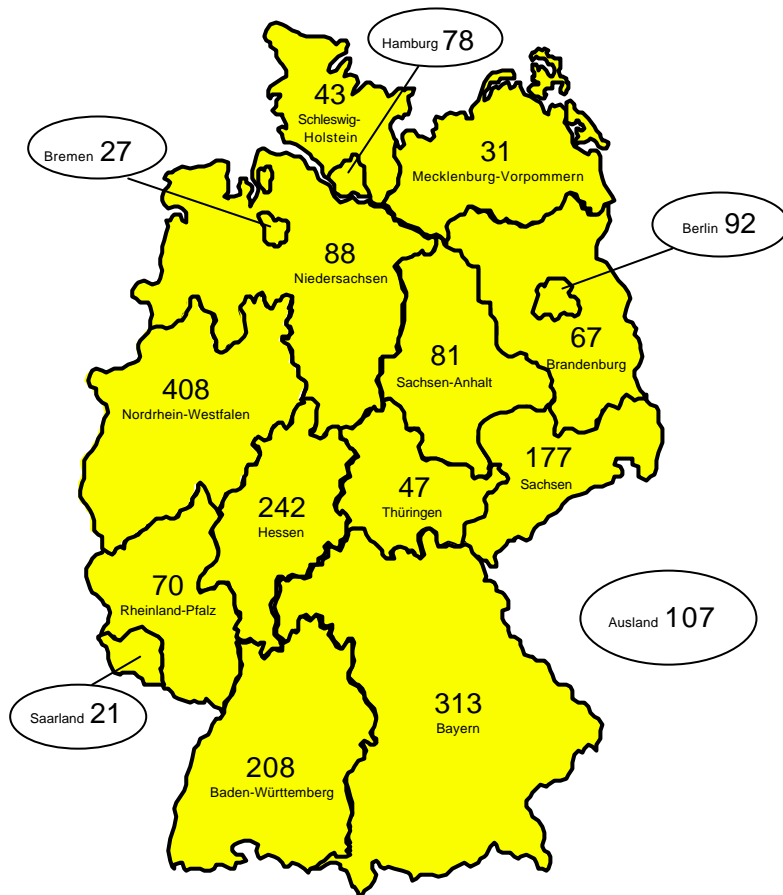 Hamburg 78
43
Schleswig-
Holstein
31
Mecklenburg-Vorpommern
Bremen 27
Berlin 92
88
Niedersachsen
67
Brandenburg
81
Sachsen-Anhalt
408
Nordrhein-Westfalen
177
Sachsen
47
Thüringen
242
Hessen
70
Rheinland-Pfalz
Ausland 107
Saarland 21
313
Bayern
208
Baden-Württemberg